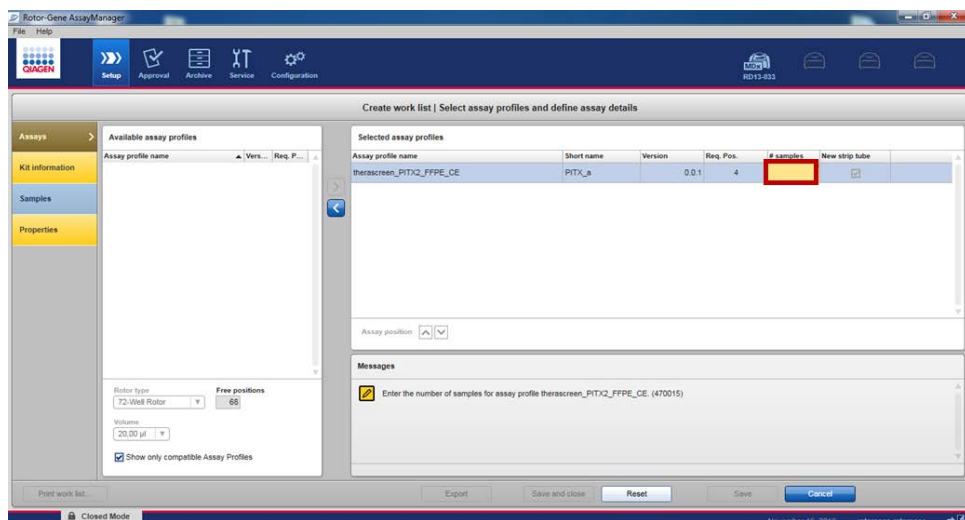 Rotor-Gene AssayManager
File Help
QIAGEN
Setup Approval Archive Service Configuration
MDx
RD13-033
Create work list | Select assay profiles and define assay details
Assays
Kit information
Samples
Properties
Available assay profiles
Assay profile name Vers... Req. P...
Selected assay profiles
Assay profile name Short name Version Req. Pos. # samples New strip tube
therascreen_PITX2_FFPE_CE PITX_a 0.0.1 4
Assay position
Rotor type Free positions
72-Well Rotor 68
Volume
20,00 µl
Show only compatible Assay Profiles
Messages
Enter the number of samples for assay profile therascreen_PITX2_FFPE_CE. (470015)
Print work list... Export Save and close Reset Save Cancel
Closed Mode